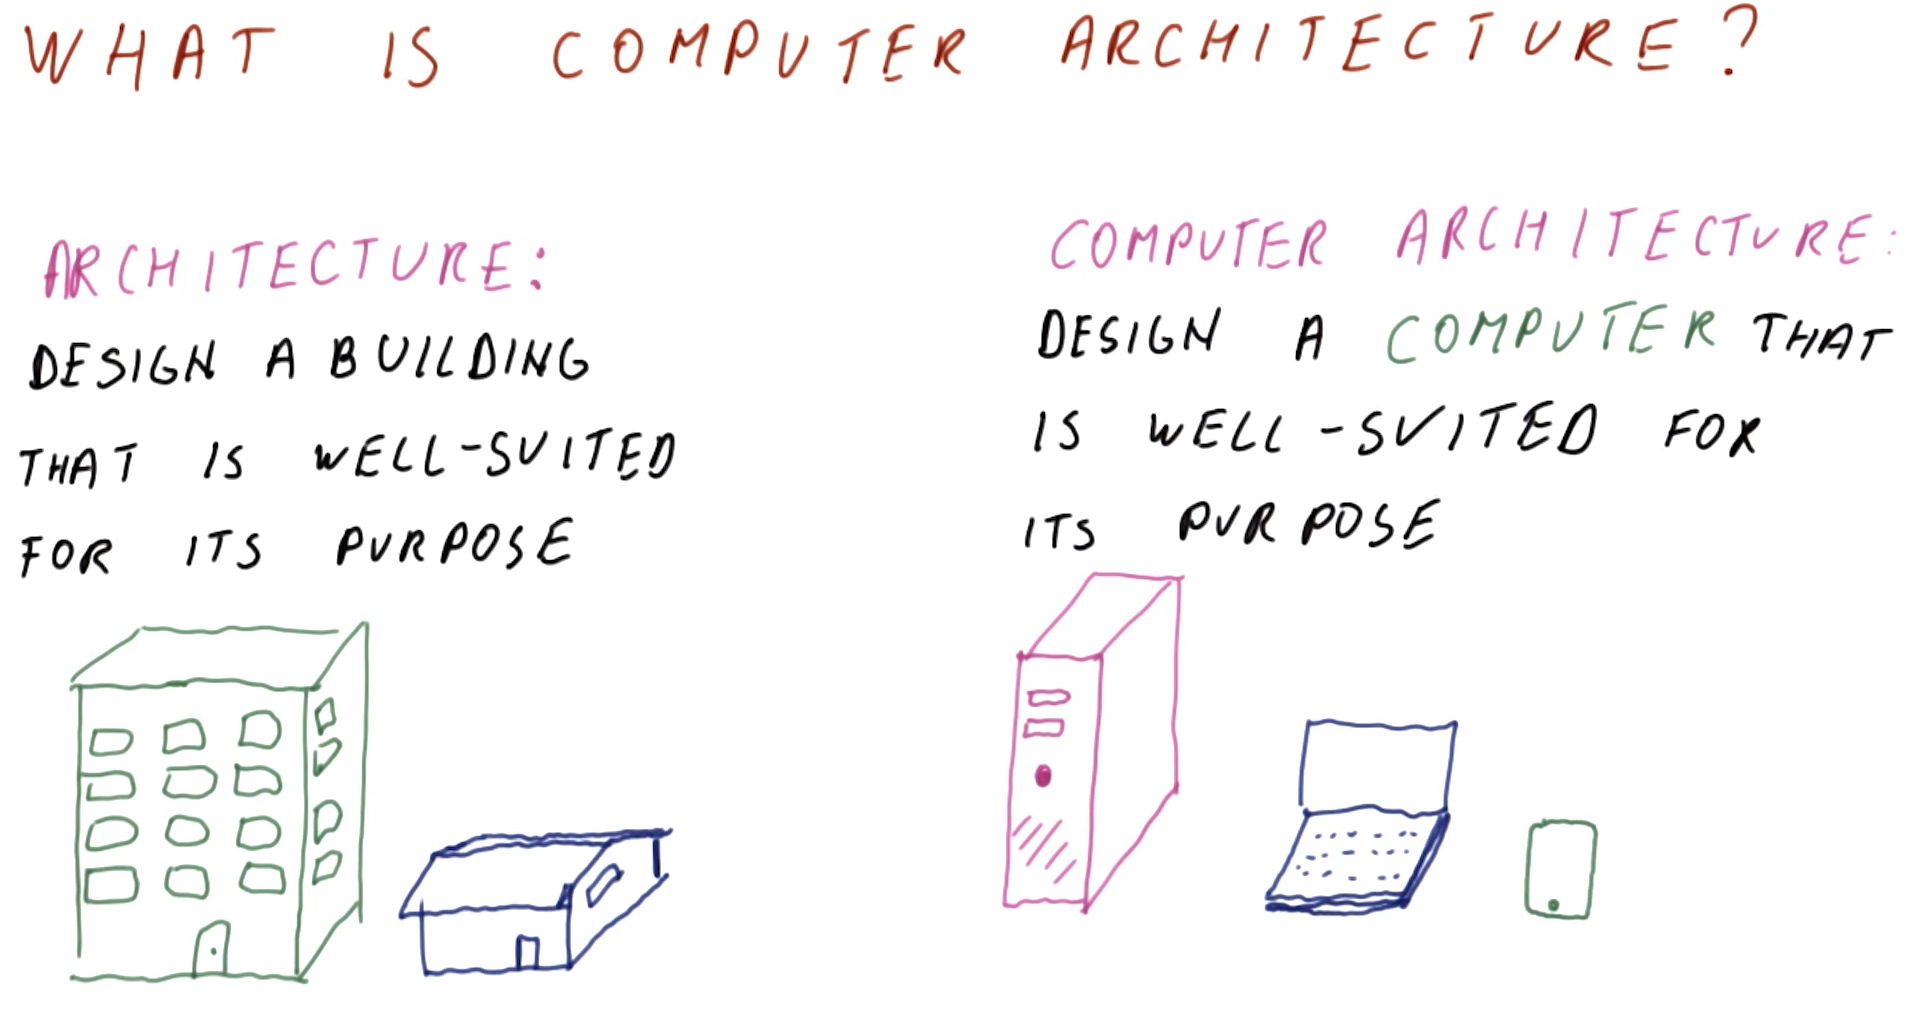 WHAT IS COMPUTER ARCHITECTURE?
ARCHITECTURE:
DESIGN A BUILDING
THAT IS WELL-SUITED
FOR ITS PURPOSE
COMPUTER ARCHITECTURE:
DESIGN A COMPUTER THAT
IS WELL-SUITED FOR
ITS PURPOSE